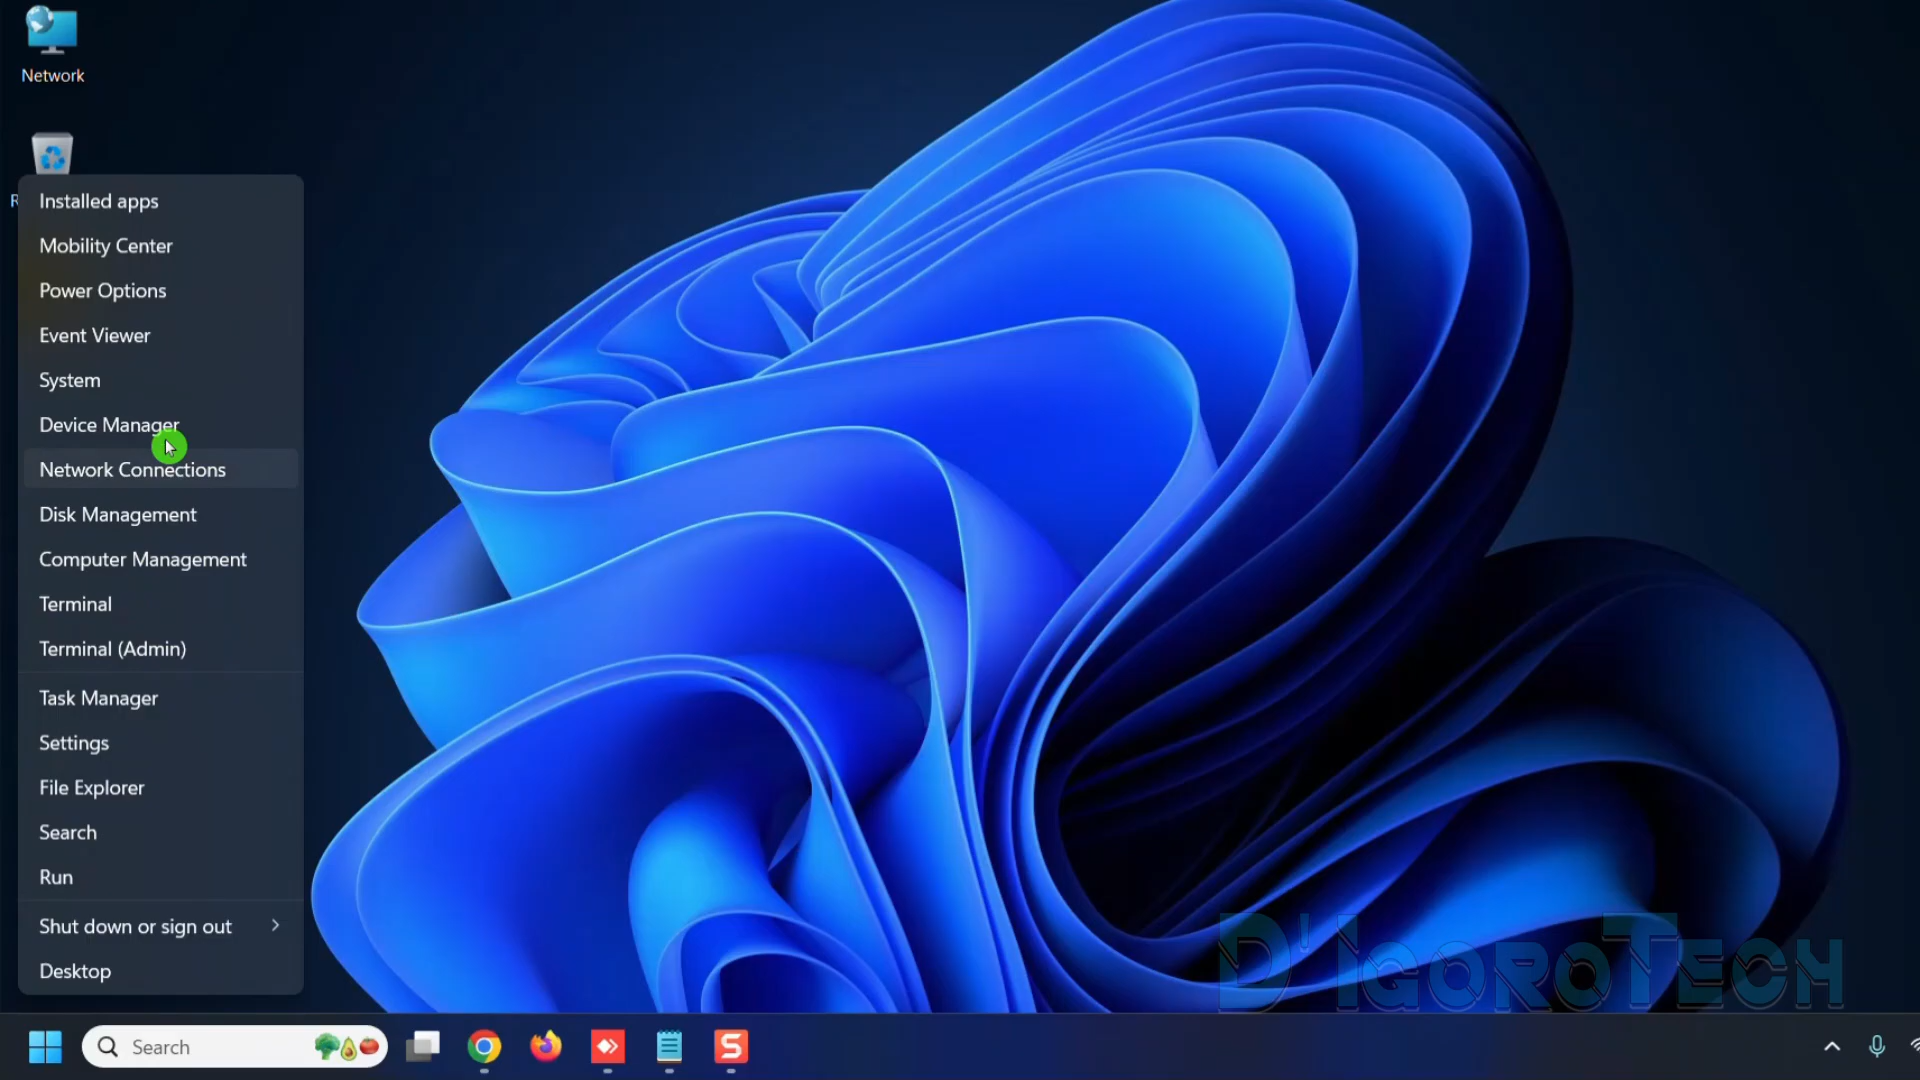 Network
R
Installed apps
Mobility Center
Power Options
Event Viewer
System
Device Manager
Network Connections
Disk Management
Computer Management
Terminal
Terminal (Admin)
Task Manager
Settings
File Explorer
Search
Run
Shut down or sign out
Desktop
D'IGOROTECH
Search
S